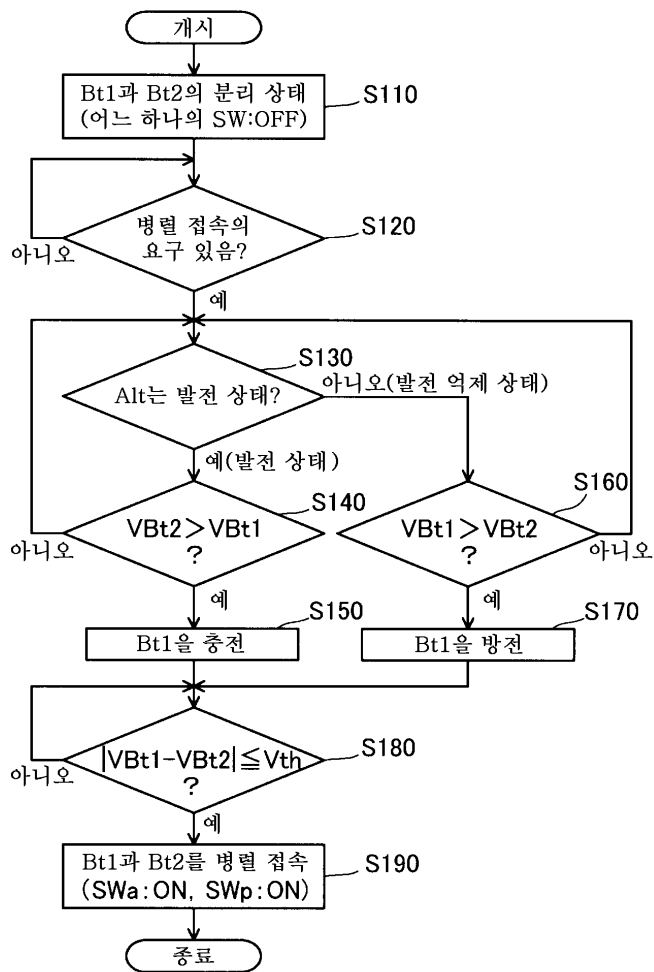 개시
Bt1과 Bt2의 분리 상태
(어느 하나의 SW:OFF)
S110
병렬 접속의
요구 있음?
S120
아니오
예
S130
Alt는 발전 상태?
아니오(발전 억제 상태)
예(발전 상태)
S140
VBt2>VBt1
?
아니오
S160
VBt1>VBt2
?
아니오
예
S150
Bt1을 충전
예
S170
Bt1을 방전
|VBt1-VBt2|≦Vth
?
S180
아니오
예
Bt1과 Bt2를 병렬 접속
(SWa:ON, SWp:ON)
S190
종료